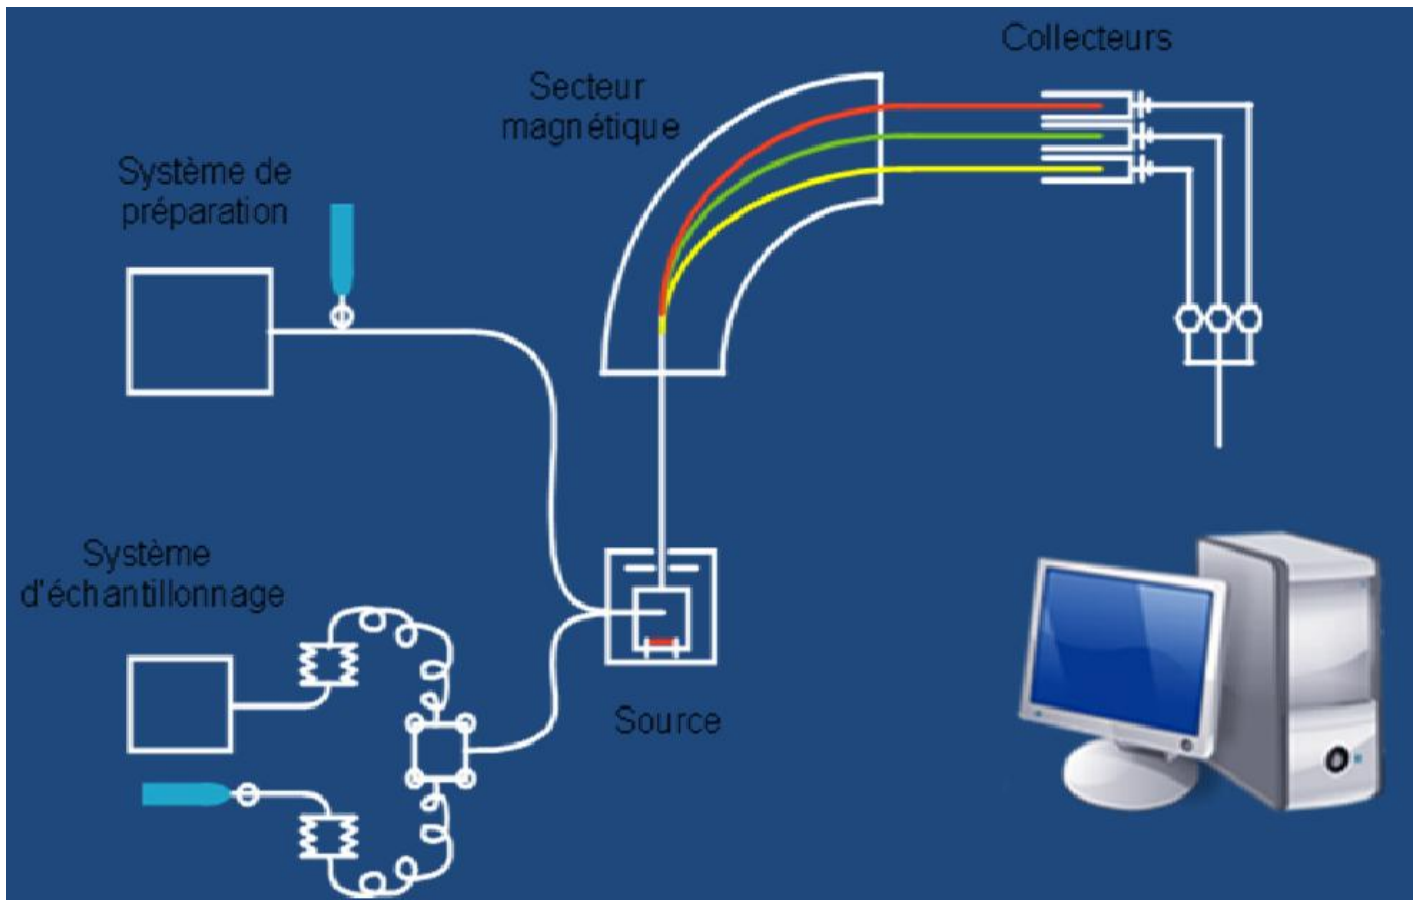 Collecteurs
Secteur
magnétique
Système de
préparation
Système
d'échantillonnage
Source